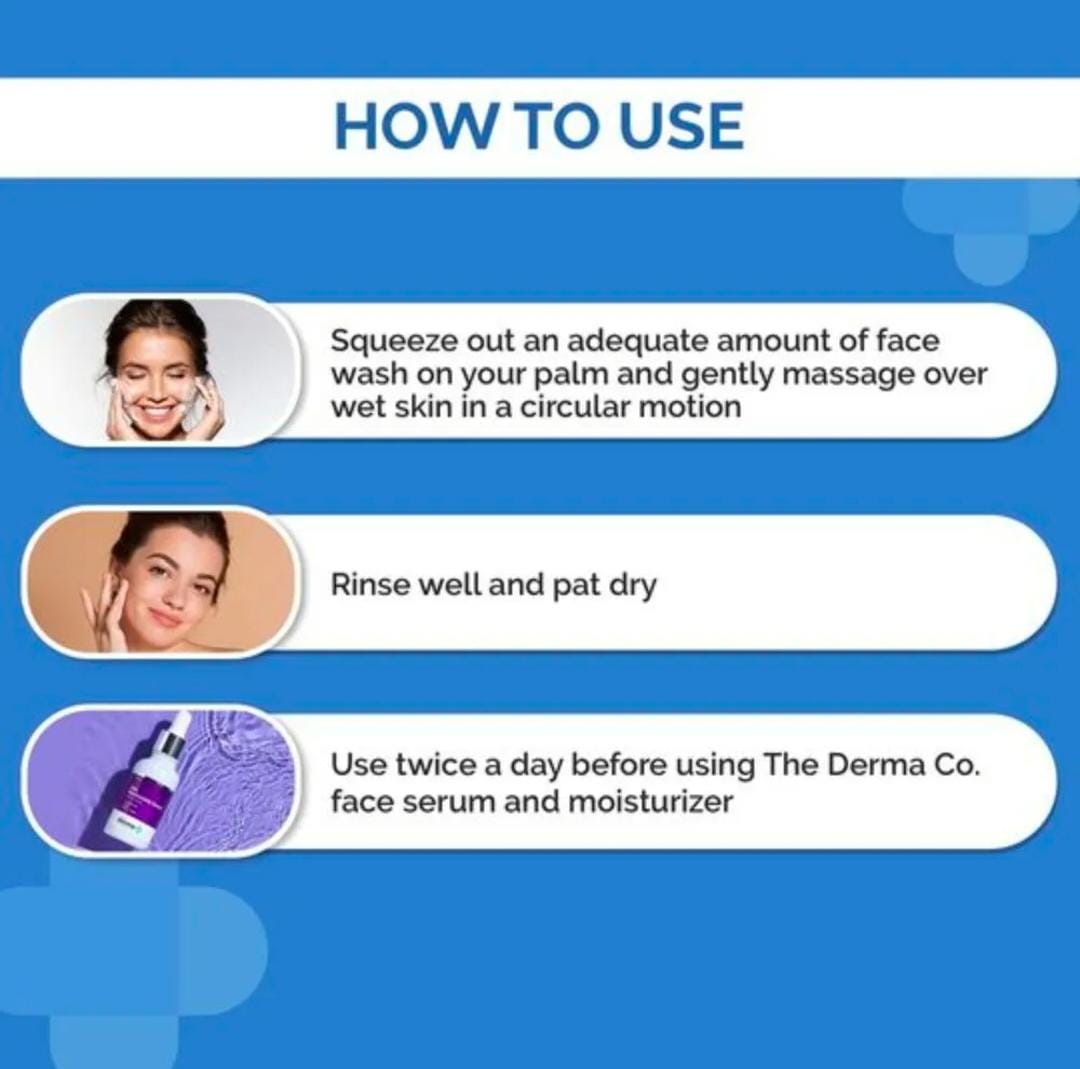 HOW TO USE
Squeeze out an adequate amount of face
wash on your palm and gently massage over
wet skin in a circular motion
Rinse well and pat dry
Use twice a day before using The Derma Co.
face serum and moisturizer